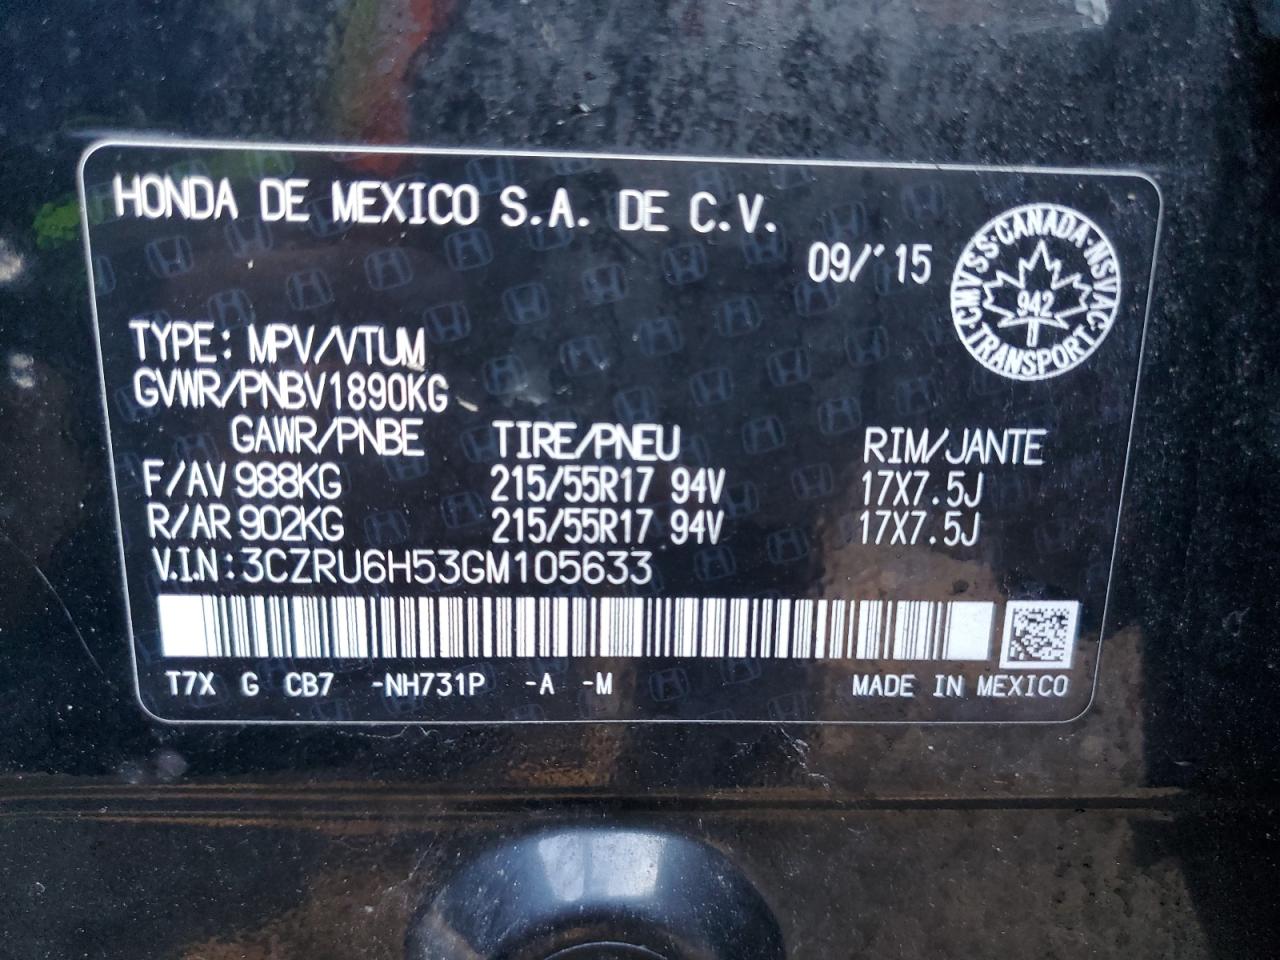 HONDA DE MEXICO S.A. DE C.V.
09/'15
CMVSS·CANADA·NSVAC·TRANSPORT·
942
TYPE: MPV/VTUM
GVWR/PNBV1890KG
GAWR/PNBE TIRE/PNEU RIM/JANTE
F/AV 988KG 215/55R17 94V 17X7.5J
R/AR 902KG 215/55R17 94V 17X7.5J
V.I.N:3CZRU6H53GM105633
T7X G CB7 -NH731P -A -M MADE IN MEXICO